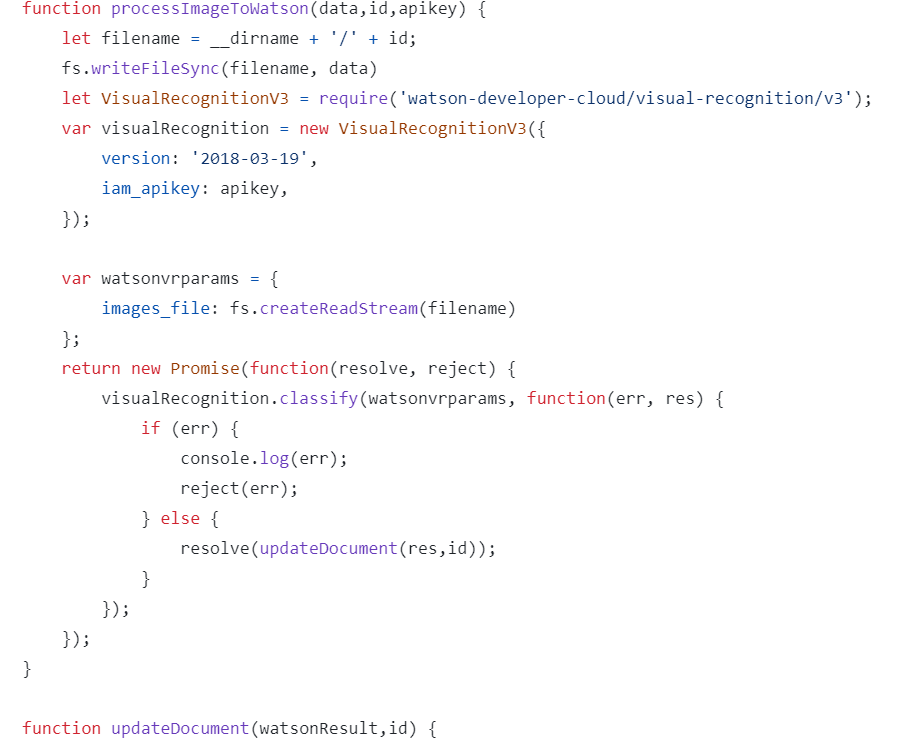 function processImageToWatson(data,id,apikey) {
    let filename = __dirname + '/' + id;
    fs.writeFileSync(filename, data)
    let VisualRecognitionV3 = require('watson-developer-cloud/visual-recognition/v3');
    var visualRecognition = new VisualRecognitionV3({
        version: '2018-03-19',
        iam_apikey: apikey,
    });

    var watsonvrparams = {
        images_file: fs.createReadStream(filename)
    };
    return new Promise(function(resolve, reject) {
        visualRecognition.classify(watsonvrparams, function(err, res) {
            if (err) {
                console.log(err);
                reject(err);
            } else {
                resolve(updateDocument(res,id));
            }
        });
    });
}

function updateDocument(watsonResult,id) {